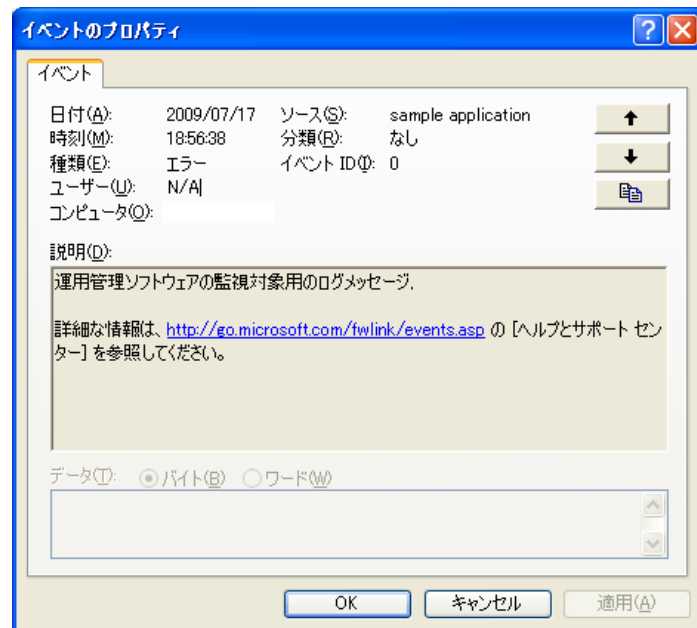 イベントのプロパティ
イベント
日付(A): 2009/07/17 ソース(S): sample application
時刻(M): 18:56:38 分類(R): なし
種類(E): エラー イベント ID(I): 0
ユーザー(U): N/A
コンピュータ(O):
説明(D):
運用管理ソフトウェアの監視対象用のログメッセージ.
詳細な情報は、http://go.microsoft.com/fwlink/events.asp の [ヘルプとサポート セン
ター] を参照してください。
データ(T): バイト(B) ワード(W)
OK キャンセル 適用(A)